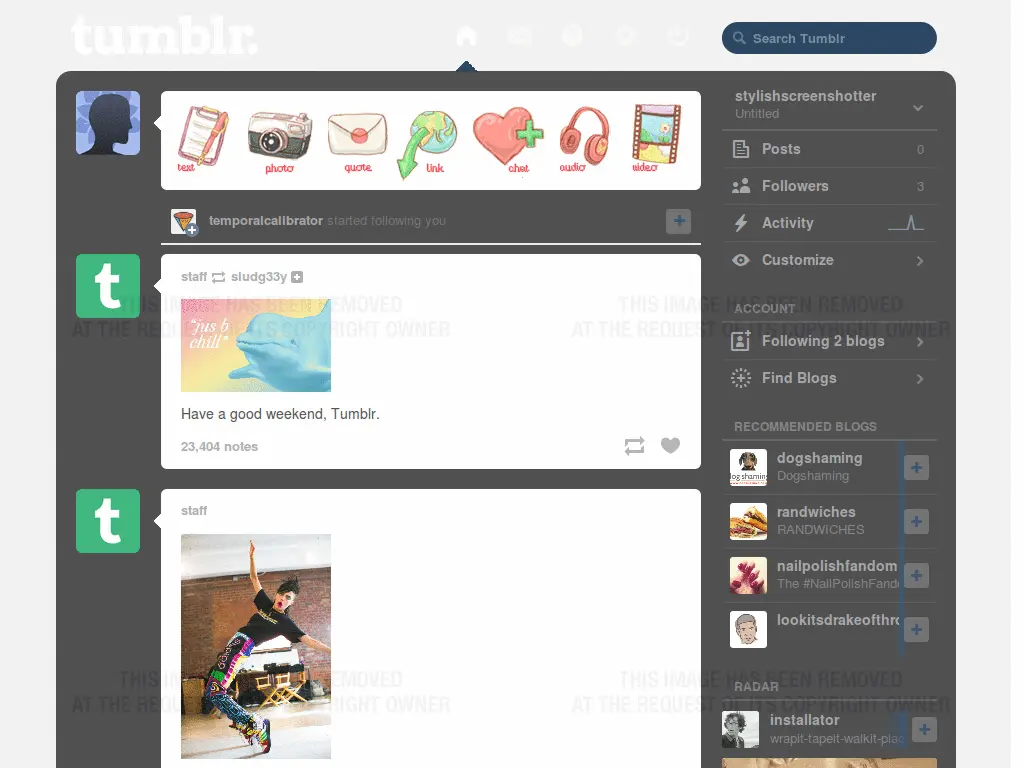 tumblr.
Search Tumblr
text
photo
quote
link
chat
audio
video
temporalcalibrator started following you
staff sludg33y
"jus b
chill"
Have a good weekend, Tumblr.
23,404 notes
staff
stylishscreenshotter
Untitled
Posts 0
Followers 3
Activity
Customize
ACCOUNT
Following 2 blogs
Find Blogs
RECOMMENDED BLOGS
dogshaming
Dogshaming
randwiches
RANDWICHES
nailpolishfandom
The #NailPolishFand
lookitsdrakeofthro
RADAR
installator
wrapit-tapeit-walkit-plac
THIS IMAGE HAS BEEN REMOVED
AT THE REQUEST OF ITS COPYRIGHT OWNER
THIS IMAGE HAS BEEN REMOVED
AT THE REQUEST OF ITS COPYRIGHT OWNER
THIS IMAGE HAS BEEN REMOVED
AT THE REQUEST OF ITS COPYRIGHT OWNER
THIS IMAGE HAS BEEN REMOVED
AT THE REQUEST OF ITS COPYRIGHT OWNER